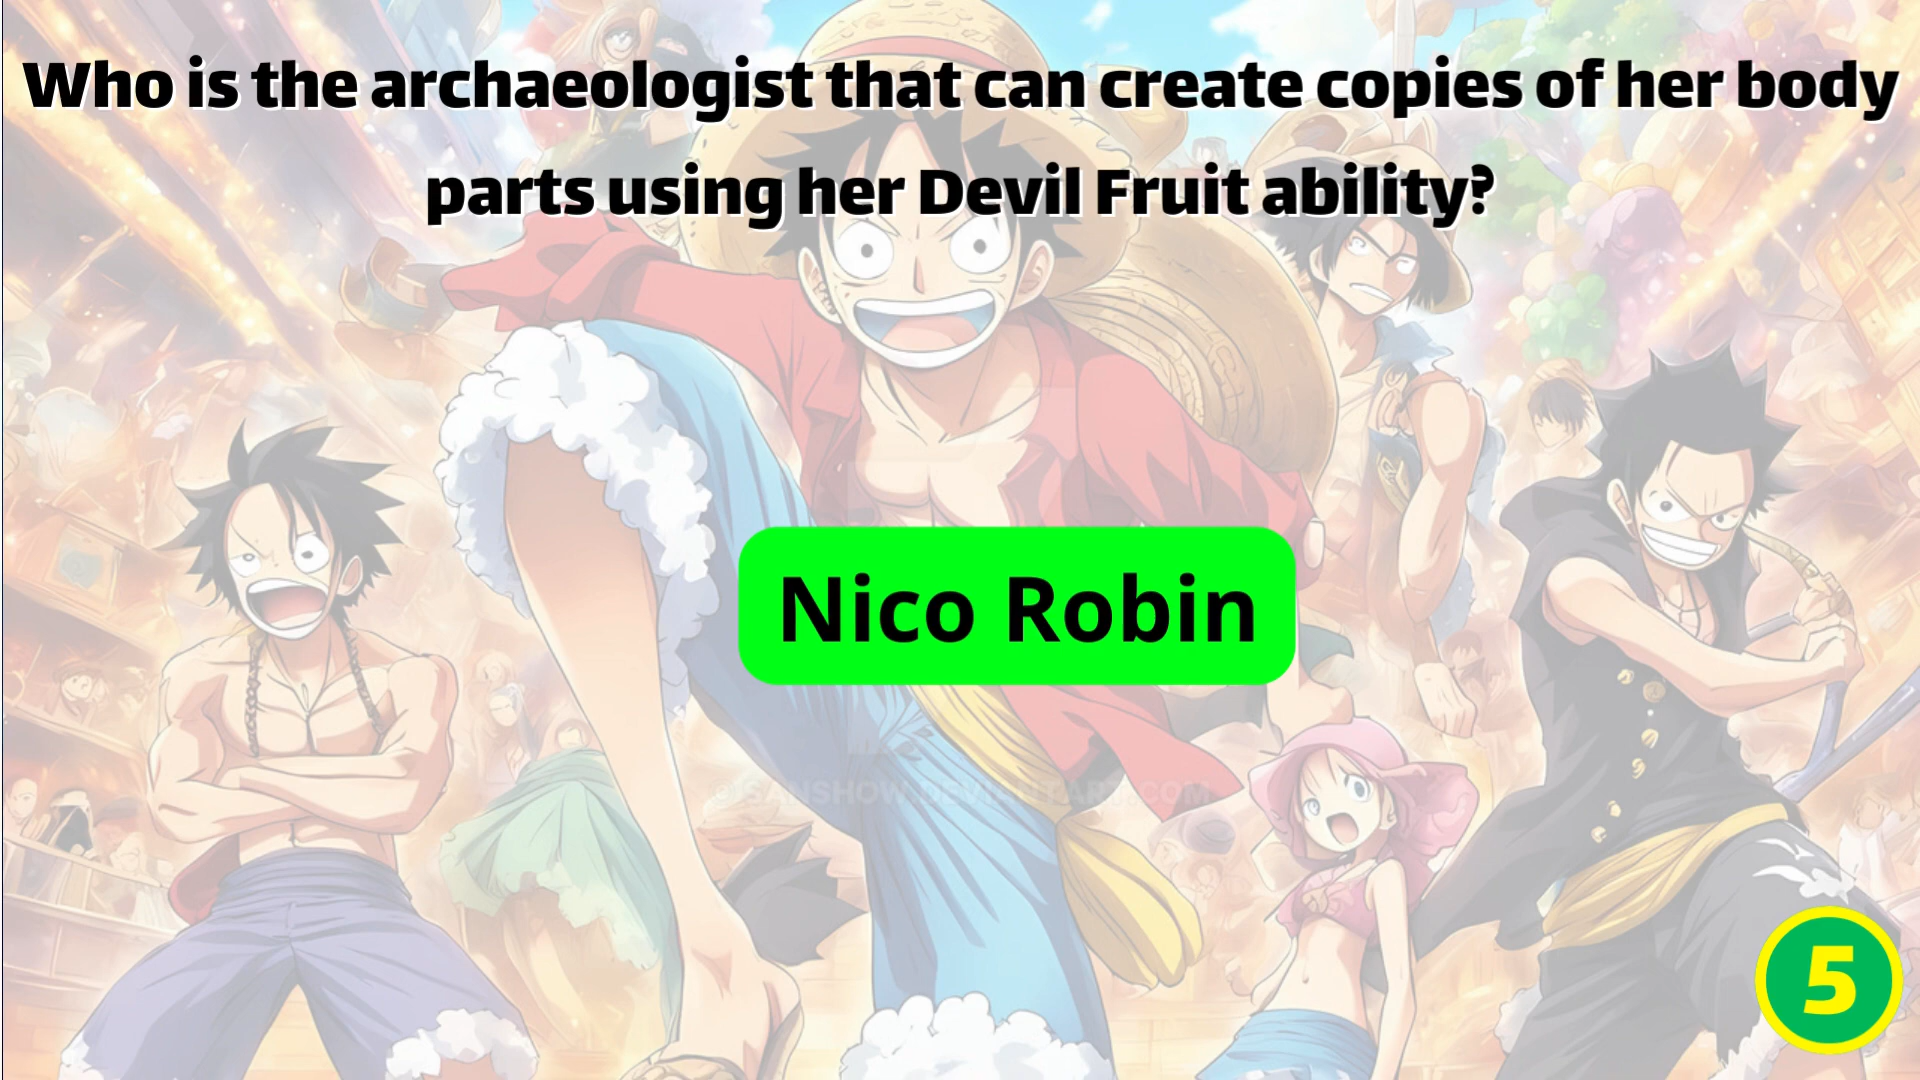 Who is the archaeologist that can create copies of her body
parts using her Devil Fruit ability?
Nico Robin
5